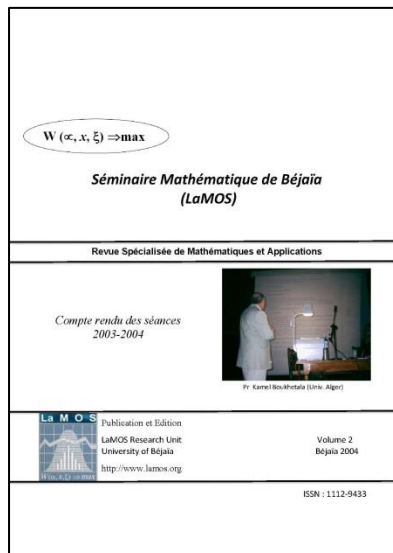 W (∝, x, ξ) ⇒max
Séminaire Mathématique de Béjaïa
(LaMOS)
Revue Spécialisée de Mathématiques et Applications
Compte rendu des séances
2003-2004
Pr Kamel Boukhetala (Univ. Alger)
La M O S
Publication et Edition
LaMOS Research Unit
University of Béjaïa
http://www.lamos.org
W (∝, x, ξ) ⇒max
Volume 2
Béjaïa 2004
ISSN : 1112-9433